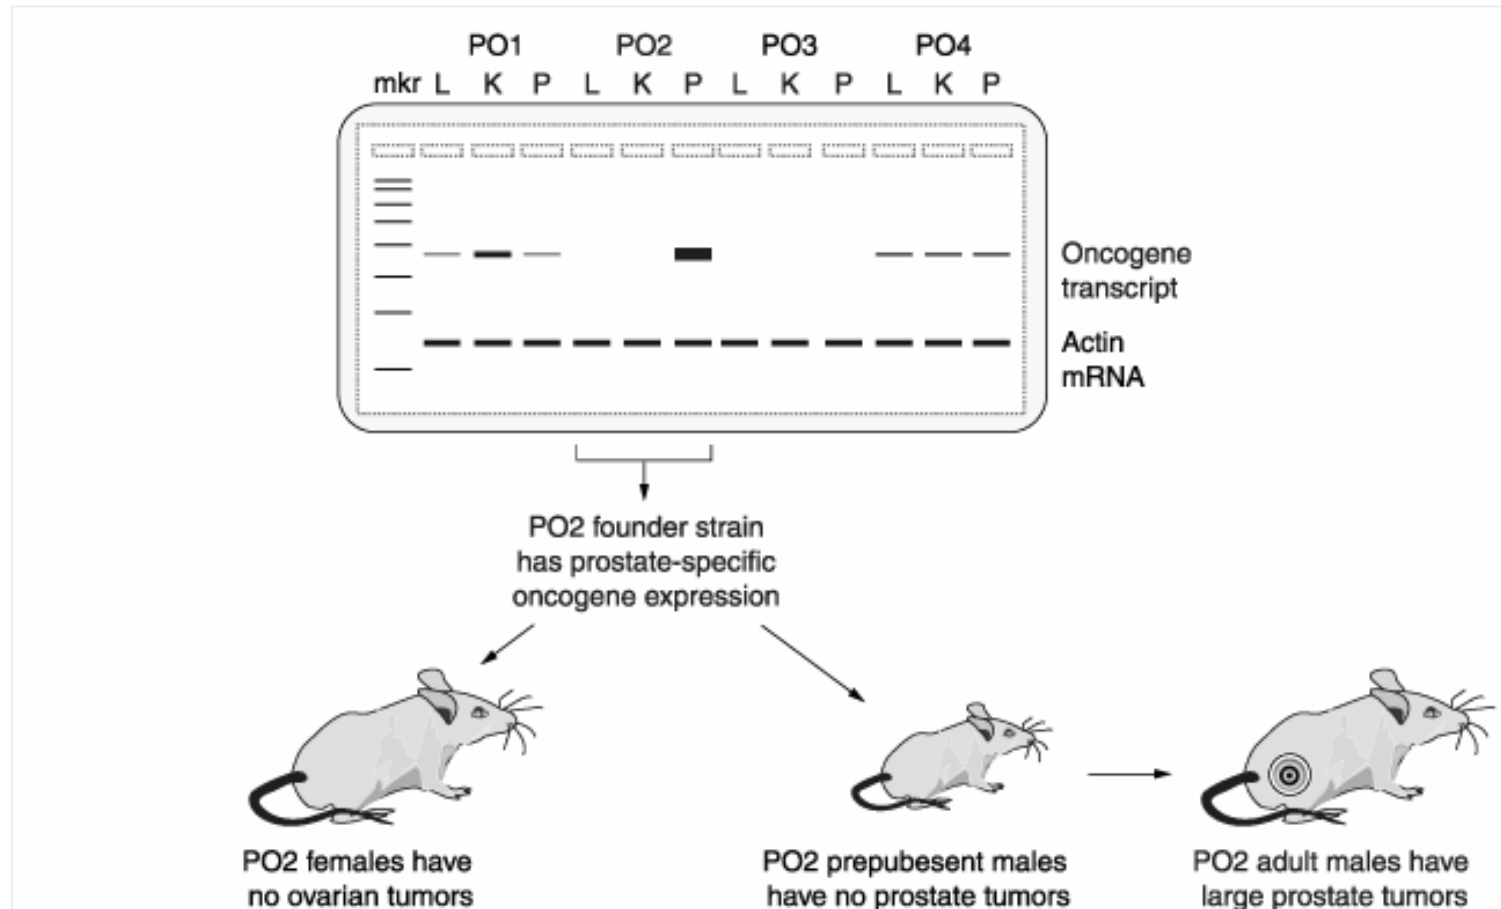 PO1 PO2 PO3 PO4
mkr L K P L K P L K P L K P
Oncogene
transcript
Actin
mRNA
PO2 founder strain
has prostate-specific
oncogene expression
PO2 females have
no ovarian tumors
PO2 prepubesent males
have no prostate tumors
PO2 adult males have
large prostate tumors